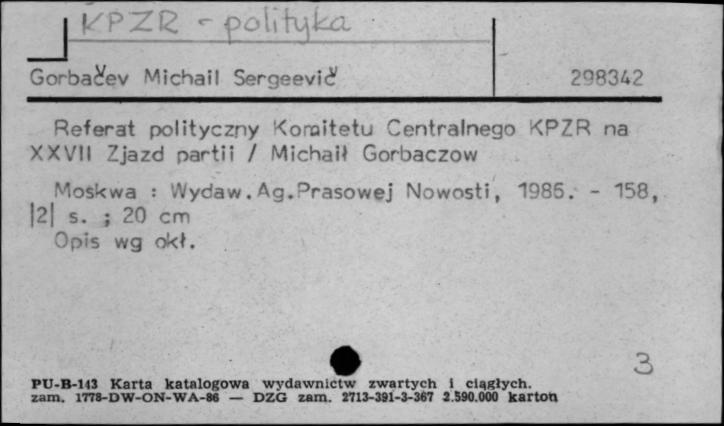 KPZR - polityka
Gorbačev Michail Sergeevič 298342
Referat polityczny Komitetu Centralnego KPZR na
XXVII Zjazd partii / Michaił Gorbaczow
Moskwa : Wydaw.Ag.Prasowej Nowosti, 1986. - 158,
|2| s. ; 20 cm
Opis wg okł.
3
PU-B-143 Karta katalogowa wydawnictw zwartych i ciągłych.
zam. 1778-DW-ON-WA-86 — DZG zam. 2713-391-3-367 2.590.000 karton